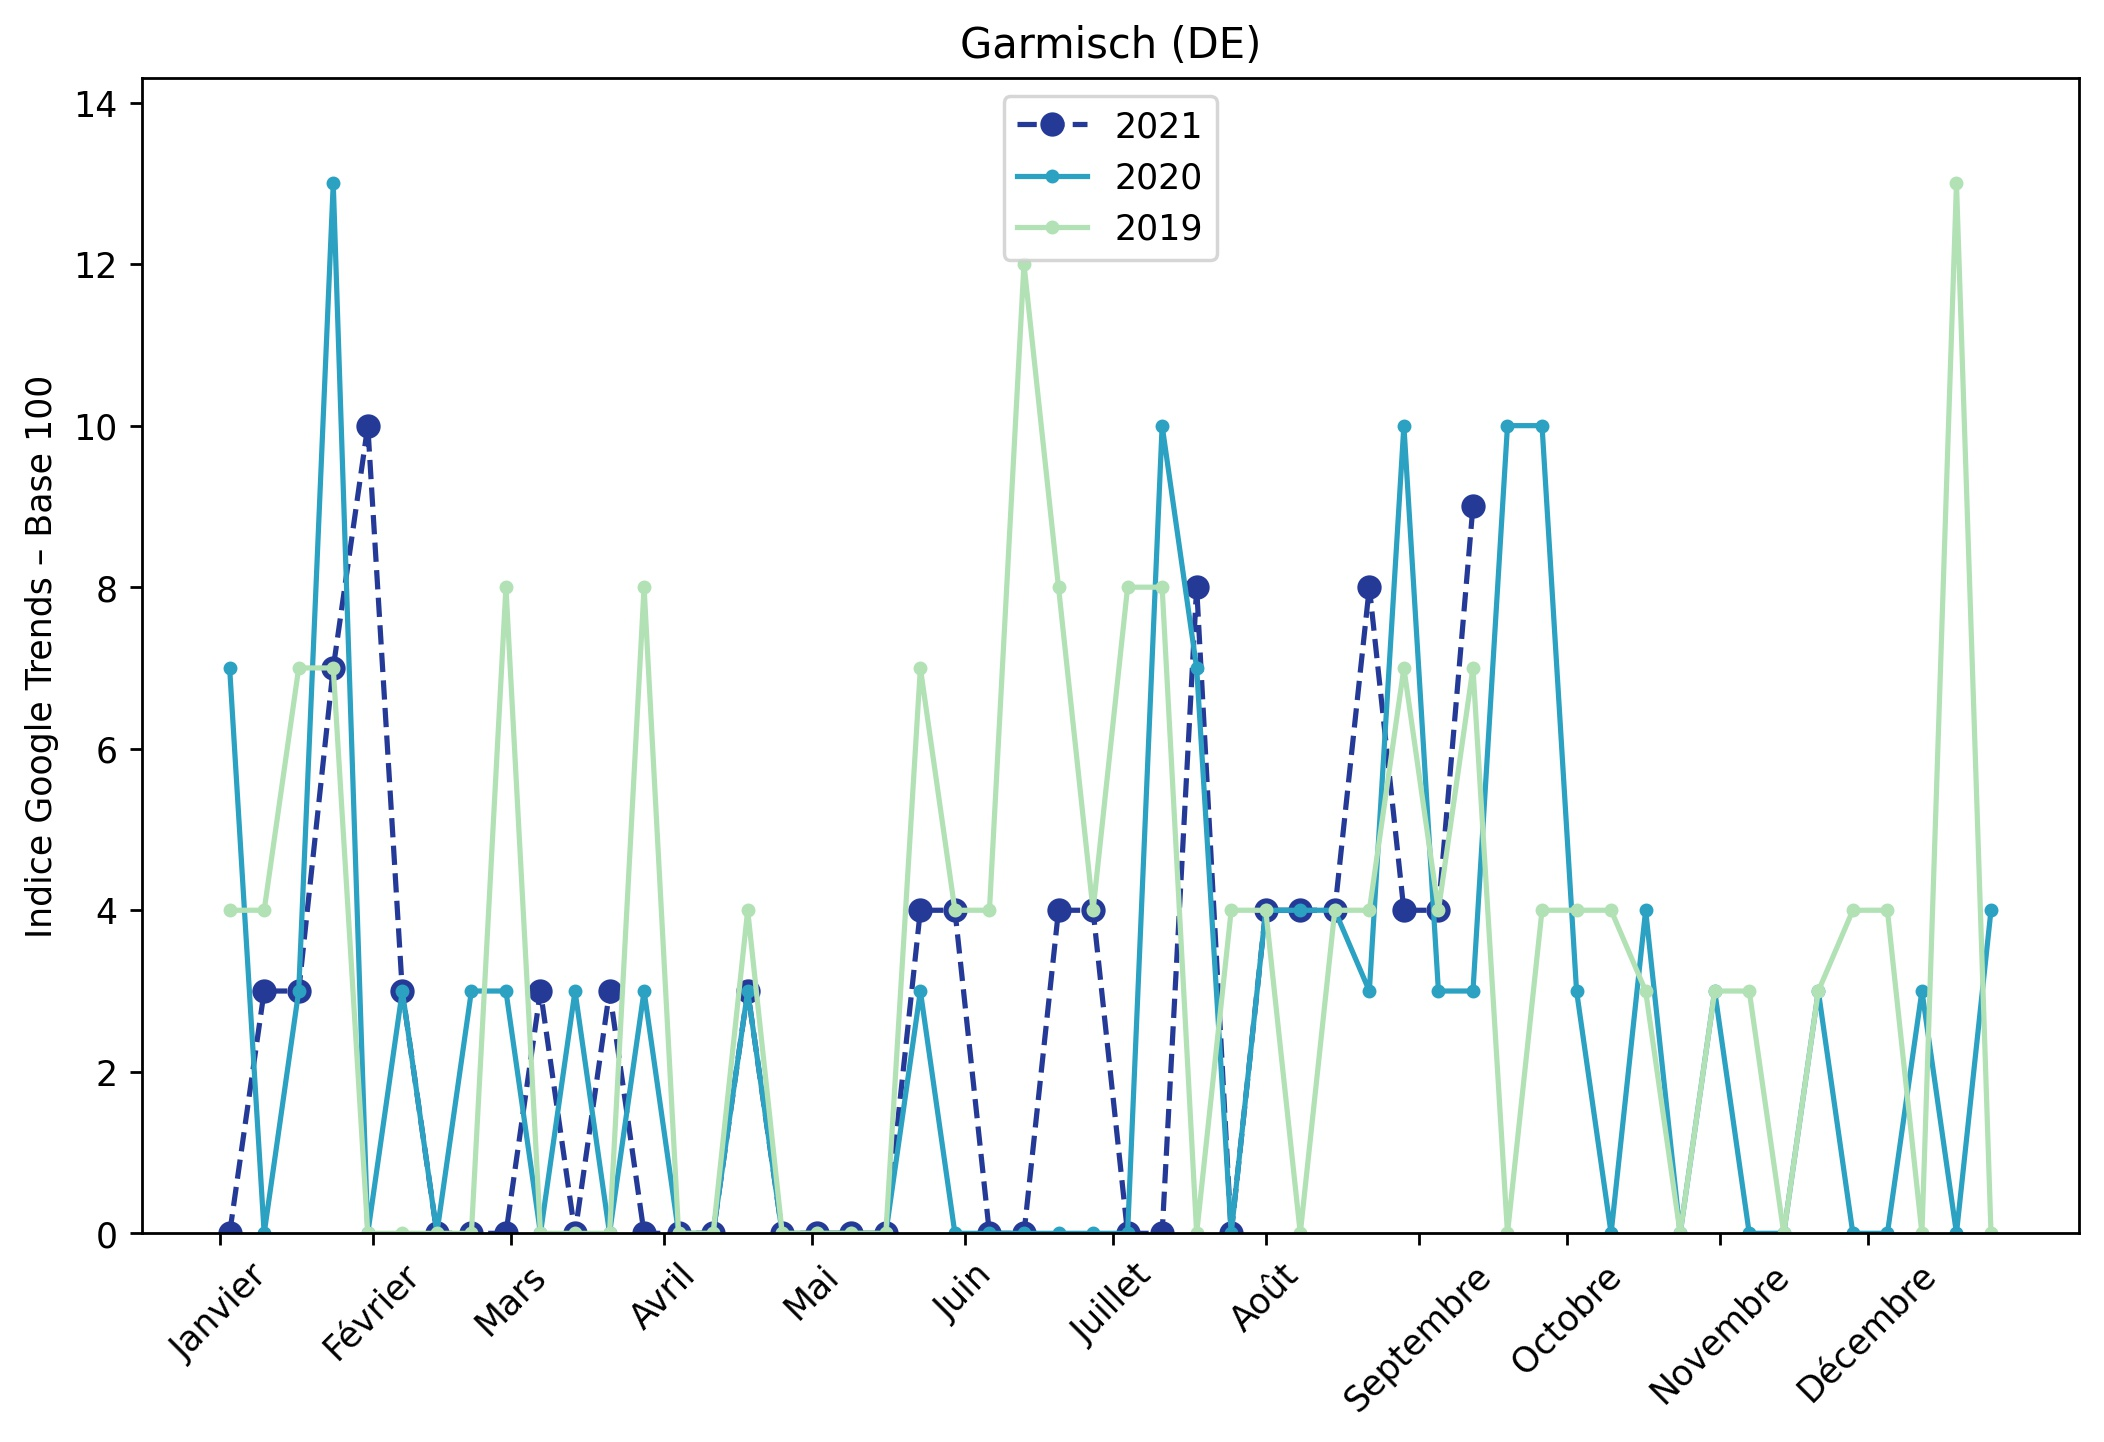 Garmisch (DE)
Indice Google Trends – Base 100
14
12
10
8
6
4
2
0
2021
2020
2019
Janvier
Février
Mars
Avril
Mai
Juin
Juillet
Août
Septembre
Octobre
Novembre
Décembre